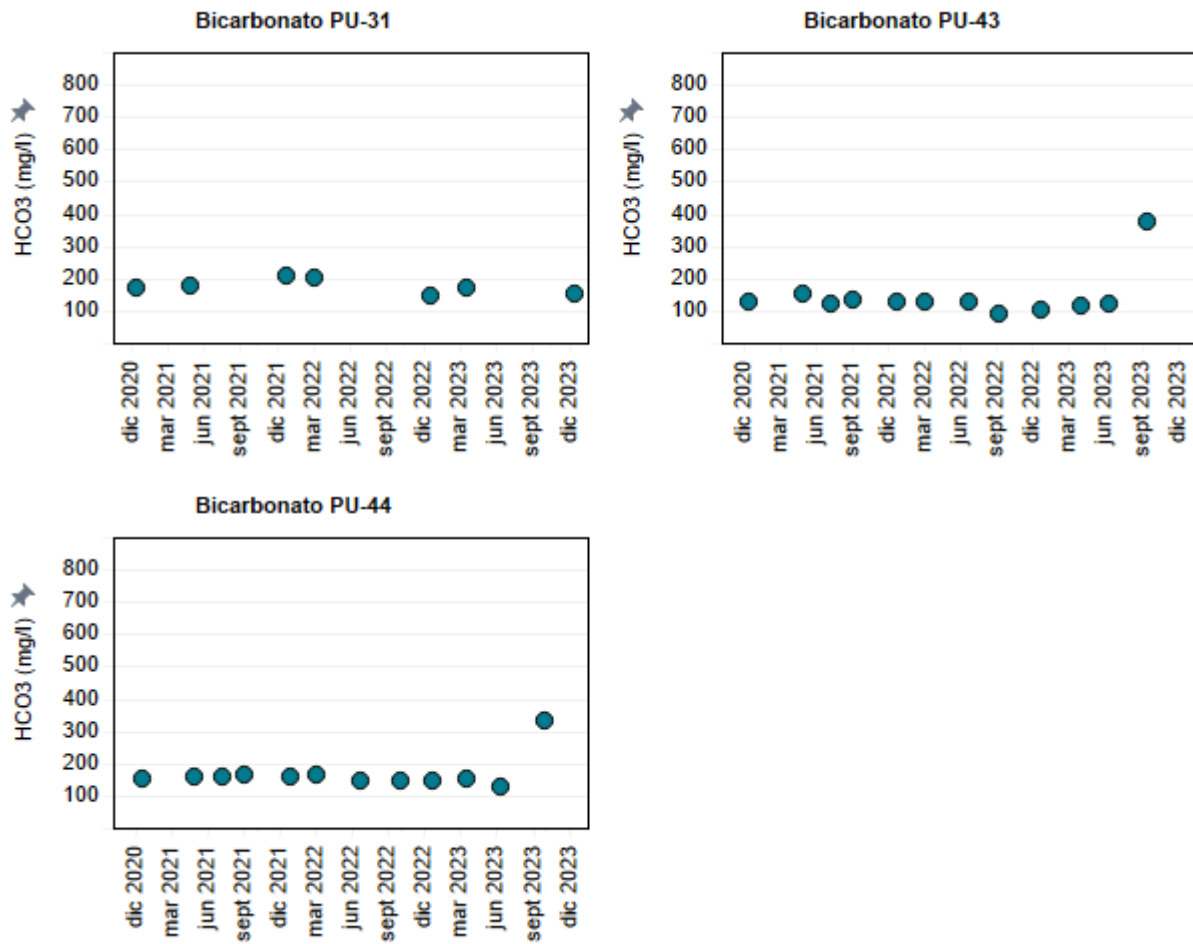 Bicarbonato PU-31
HCO3 (mg/l)
800
700
600
500
400
300
200
100
dic 2020
mar 2021
jun 2021
sept 2021
dic 2021
mar 2022
jun 2022
sept 2022
dic 2022
mar 2023
jun 2023
sept 2023
dic 2023
Bicarbonato PU-43
HCO3 (mg/l)
800
700
600
500
400
300
200
100
dic 2020
mar 2021
jun 2021
sept 2021
dic 2021
mar 2022
jun 2022
sept 2022
dic 2022
mar 2023
jun 2023
sept 2023
dic 2023
Bicarbonato PU-44
HCO3 (mg/l)
800
700
600
500
400
300
200
100
dic 2020
mar 2021
jun 2021
sept 2021
dic 2021
mar 2022
jun 2022
sept 2022
dic 2022
mar 2023
jun 2023
sept 2023
dic 2023